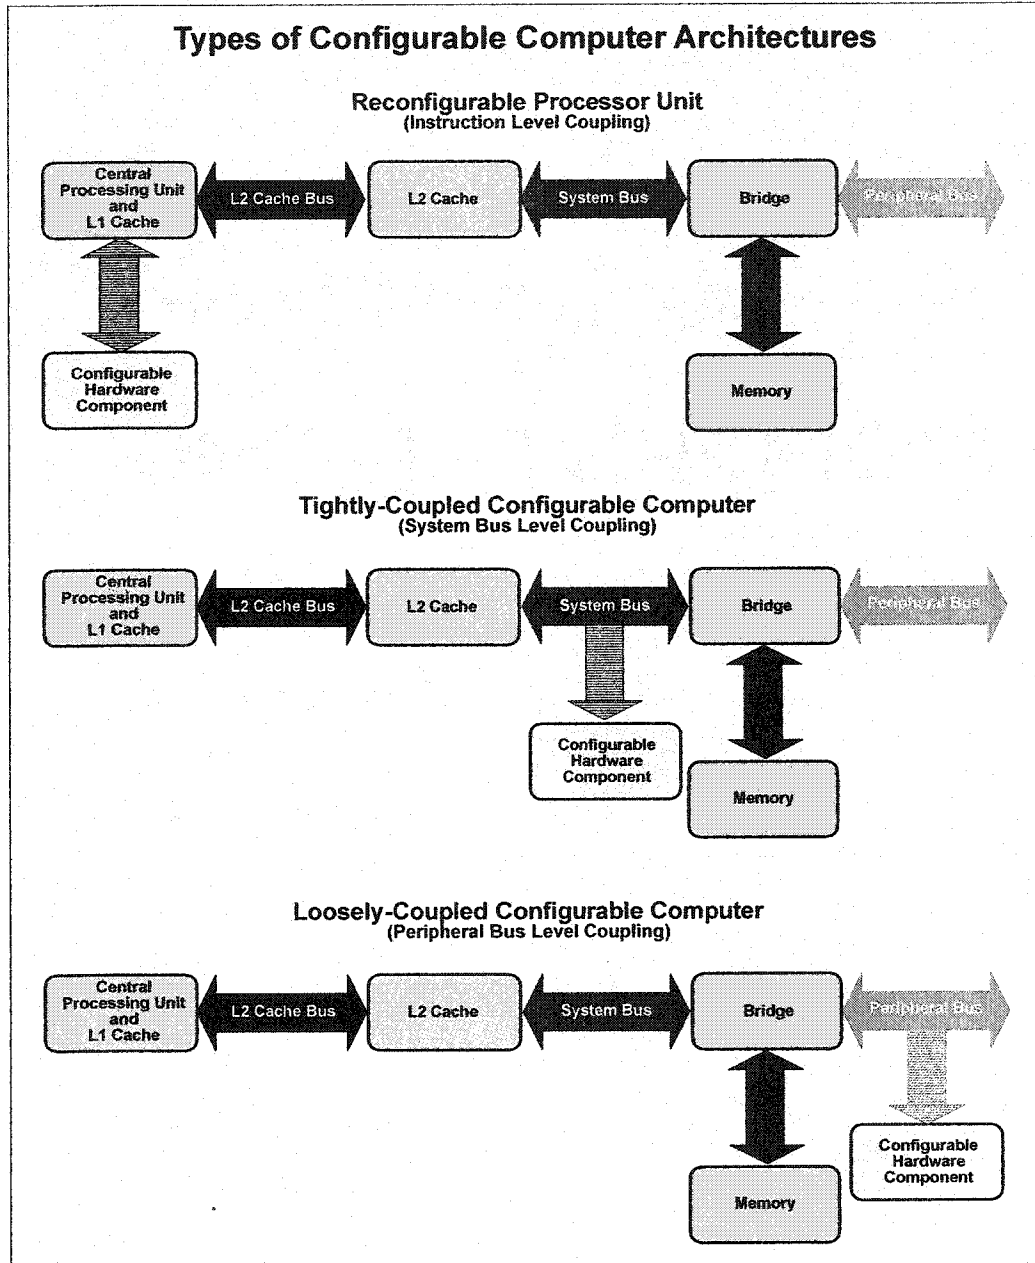 Types of Configurable Computer Architectures
Reconfigurable Processor Unit
(Instruction Level Coupling)
Central
Processing Unit
and
L1 Cache
L2 Cache Bus
L2 Cache
System Bus
Bridge
Peripheral Bus
Configurable
Hardware
Component
Memory
Tightly-Coupled Configurable Computer
(System Bus Level Coupling)
Central
Processing Unit
and
L1 Cache
L2 Cache Bus
L2 Cache
System Bus
Bridge
Peripheral Bus
Configurable
Hardware
Component
Memory
Loosely-Coupled Configurable Computer
(Peripheral Bus Level Coupling)
Central
Processing Unit
and
L1 Cache
L2 Cache Bus
L2 Cache
System Bus
Bridge
Peripheral Bus
Configurable
Hardware
Component
Memory